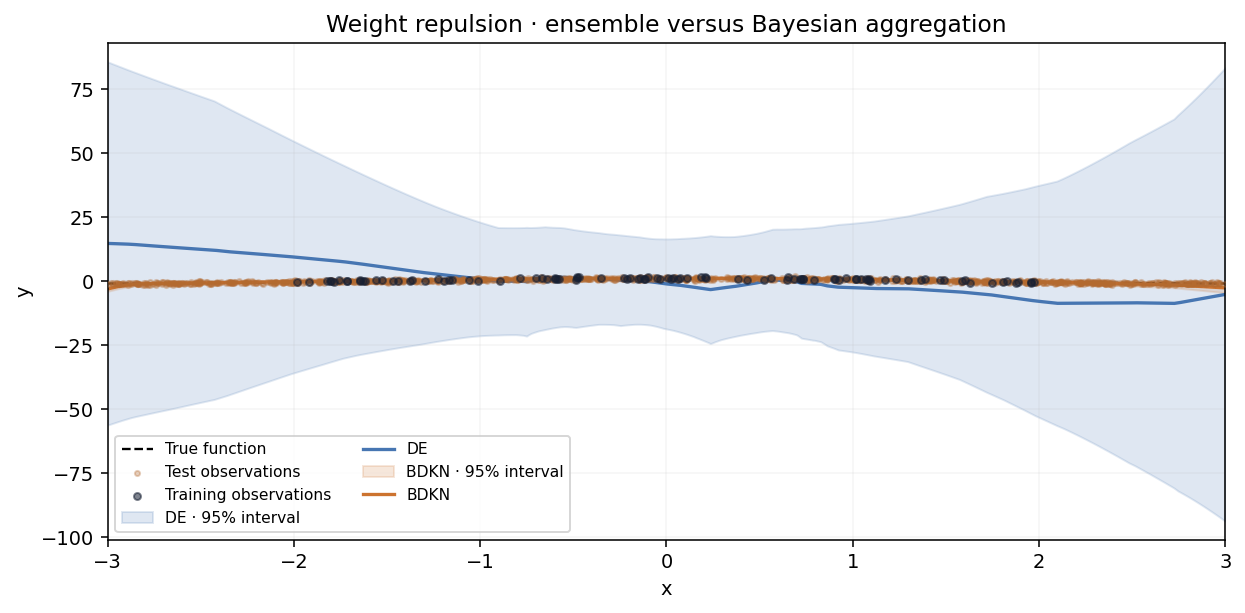 Weight repulsion · ensemble versus Bayesian aggregation
y
75
50
25
0
−25
−50
−75
−100
True function
Test observations
Training observations
DE · 95% interval
DE
BDKN · 95% interval
BDKN
−3
−2
−1
0
1
2
3
x